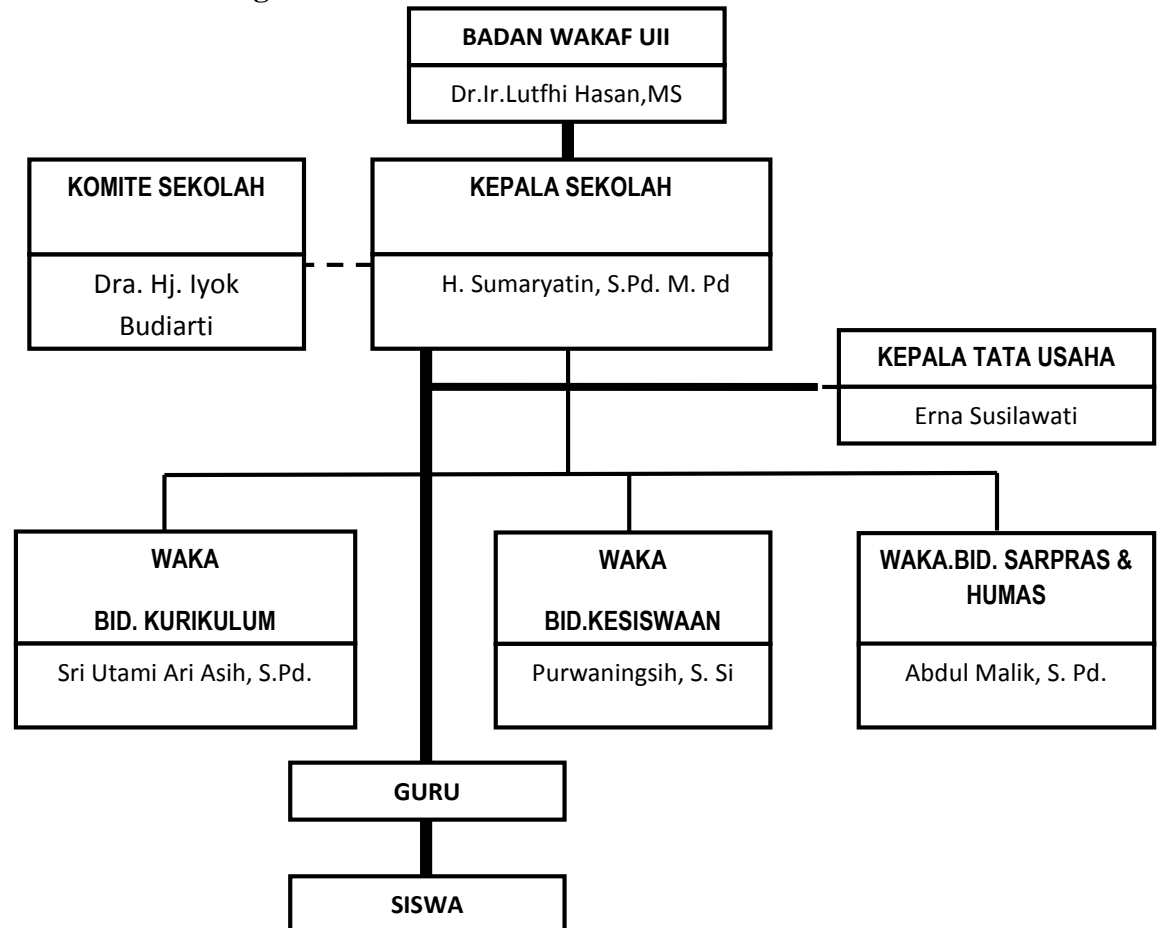 BADAN WAKAF UII
Dr.Ir.Lutfhi Hasan,MS
KOMITE SEKOLAH
Dra. Hj. Iyok
Budiarti
KEPALA SEKOLAH
H. Sumaryatin, S.Pd. M. Pd
KEPALA TATA USAHA
Erna Susilawati
WAKA
BID. KURIKULUM
Sri Utami Ari Asih, S.Pd.
WAKA
BID.KESISWAAN
Purwaningsih, S. Si
WAKA.BID. SARPRAS &
HUMAS
Abdul Malik, S. Pd.
GURU
SISWA